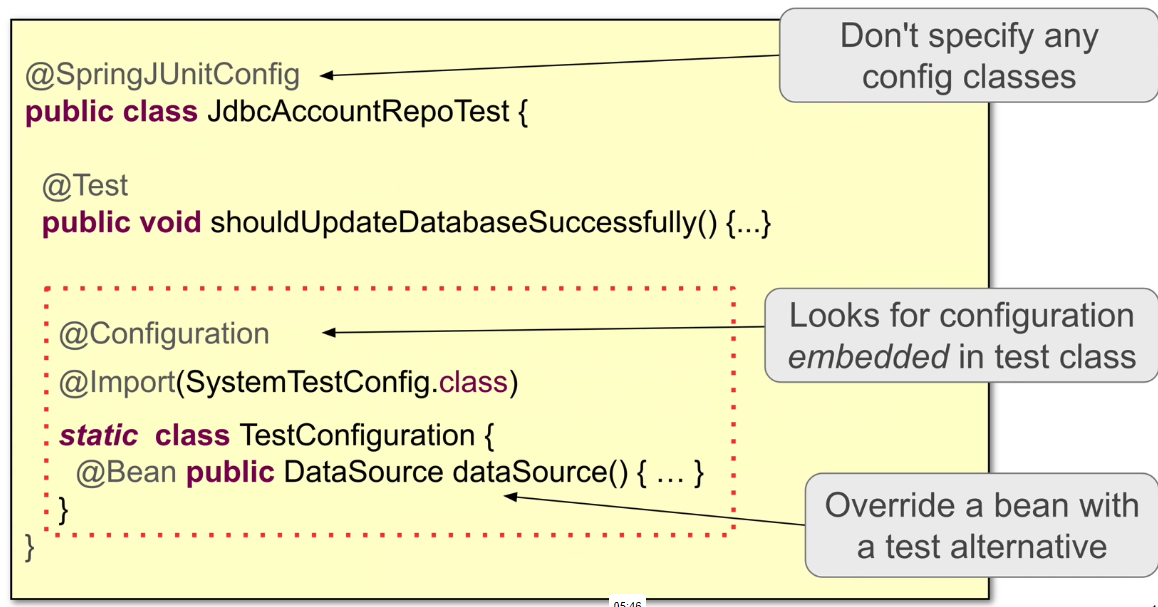 Don't specify any
config classes
@SpringJUnitConfig
public class JdbcAccountRepoTest {
@Test
public void shouldUpdateDatabaseSuccessfully() {...}
@Configuration
Looks for configuration
embedded in test class
@Import(SystemTestConfig.class)
static class TestConfiguration {
@Bean public DataSource dataSource() { … }
}
Override a bean with
a test alternative
}
05:46